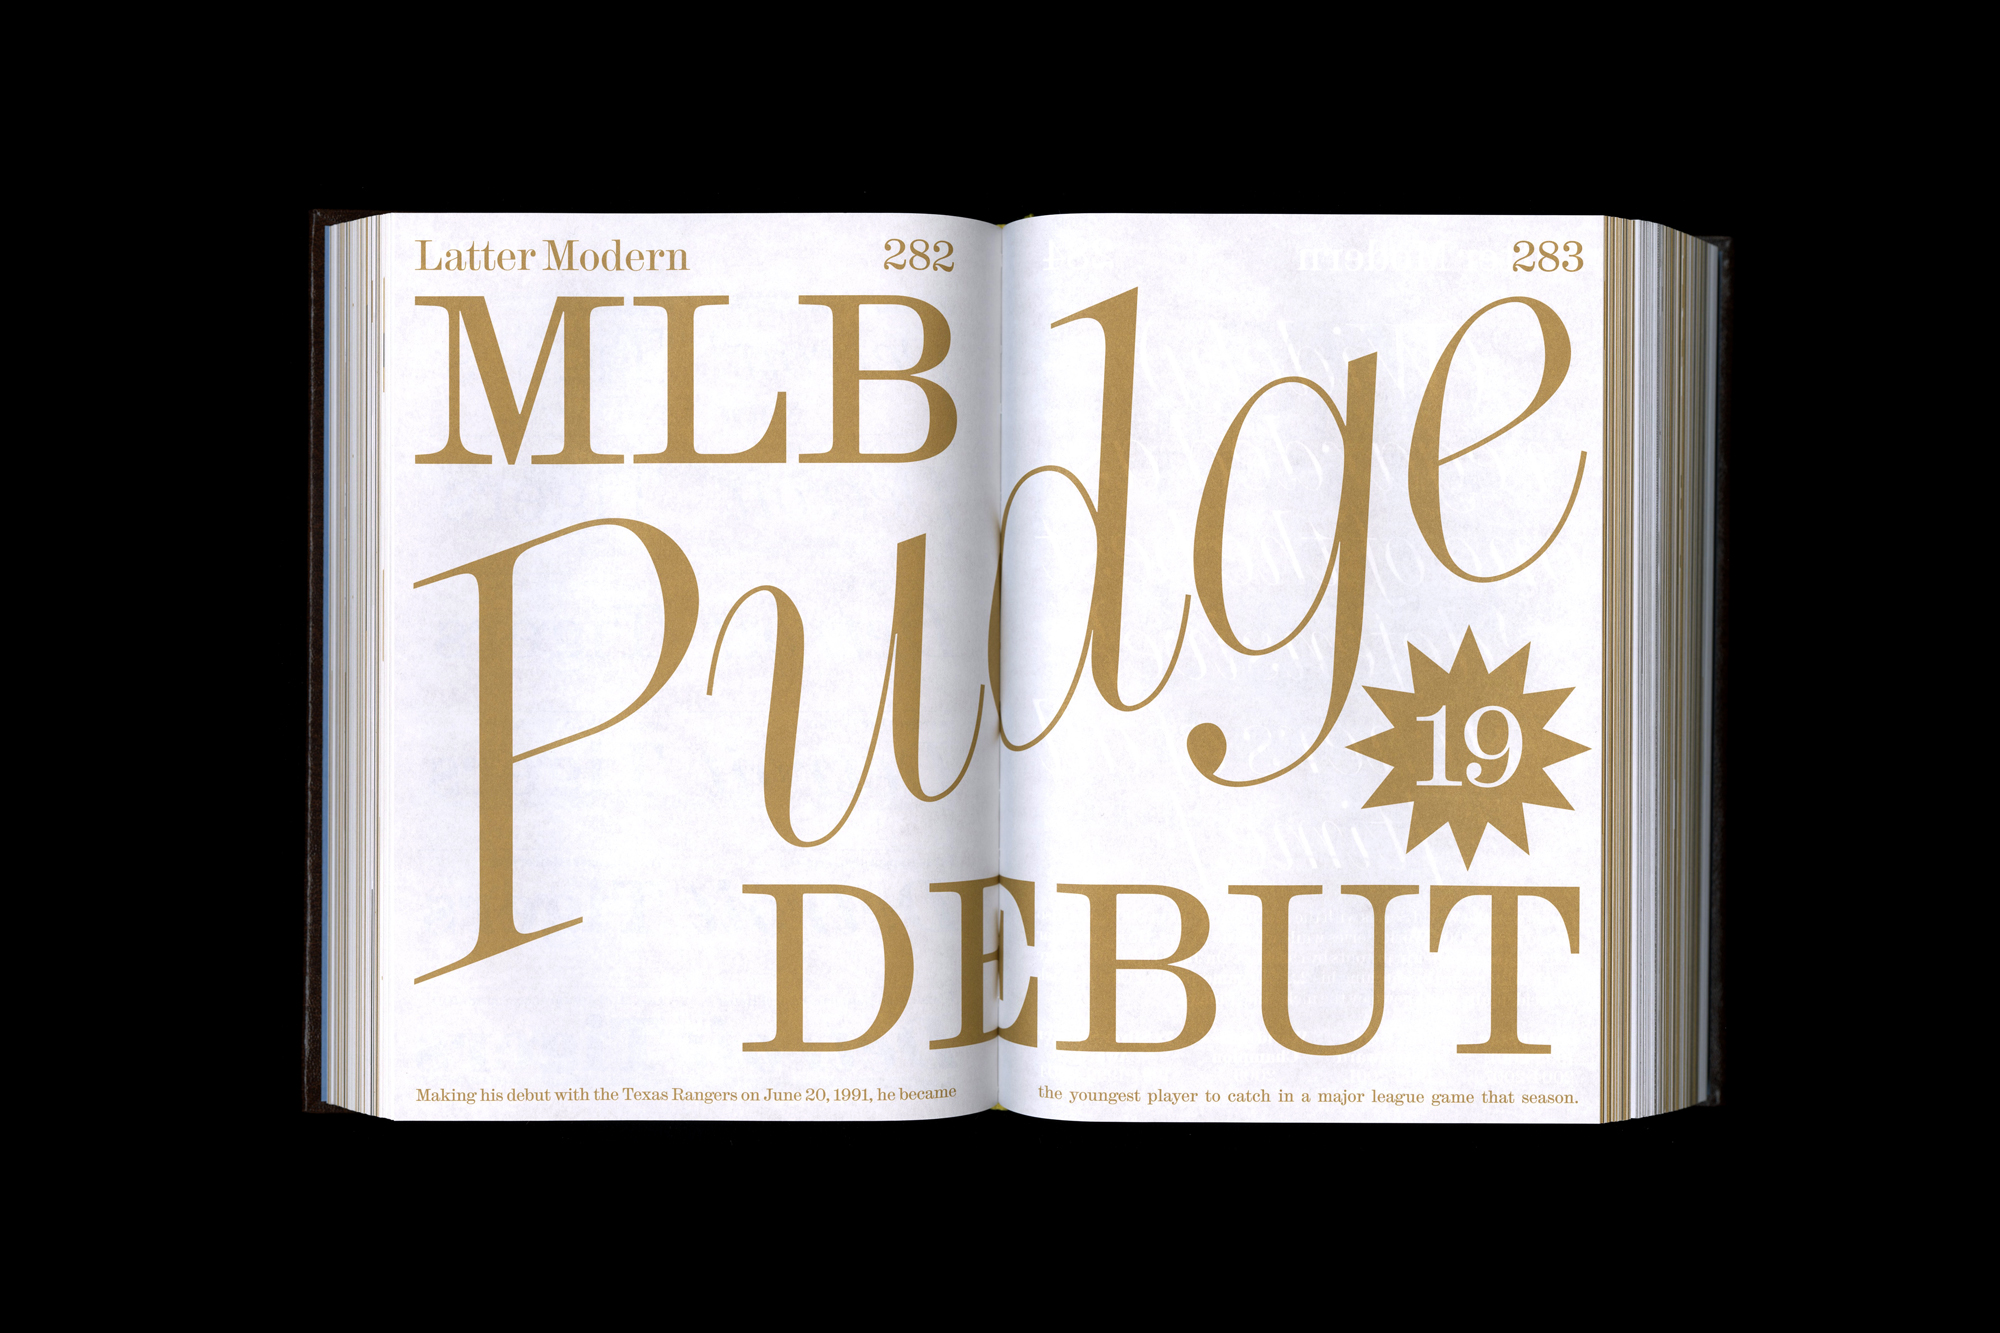 Latter Modern 282
283
MLB
Pudge
19
DEBUT
Making his debut with the Texas Rangers on June 20, 1991, he became
the youngest player to catch in a major league game that season.